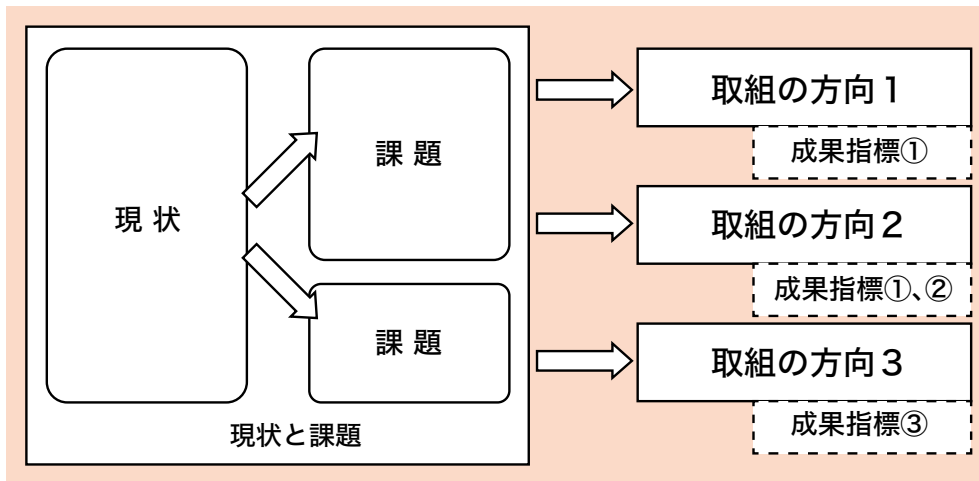 現 状
課 題
課 題
現状と課題
取組の方向1
成果指標①
取組の方向2
成果指標①、②
取組の方向3
成果指標③